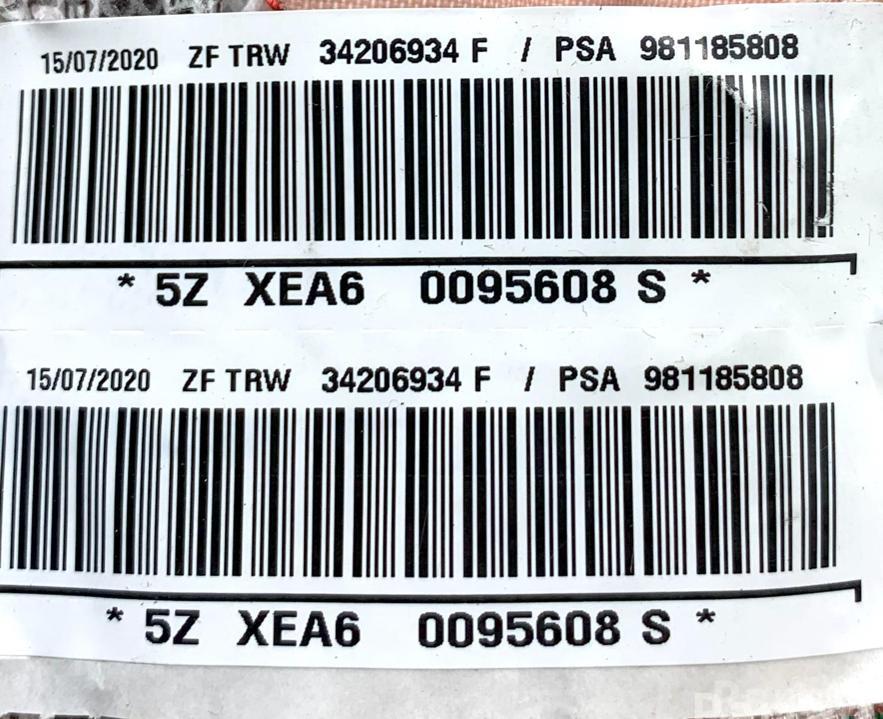 15/07/2020 ZF TRW 34206934 F / PSA 981185808
* 5Z XEA6 0095608 S *
15/07/2020 ZF TRW 34206934 F / PSA 981185808
* 5Z XEA6 0095608 S *